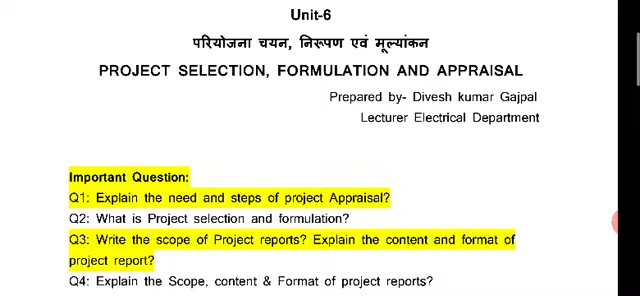 Unit-6
परियोजना चयन, निरूपण एवं मूल्यांकन
PROJECT SELECTION, FORMULATION AND APPRAISAL
Prepared by- Divesh kumar Gajpal
Lecturer Electrical Department
Important Question:
Q1: Explain the need and steps of project Appraisal?
Q2: What is Project selection and formulation?
Q3: Write the scope of Project reports? Explain the content and format of
project report?
Q4: Explain the Scope, content & Format of project reports?